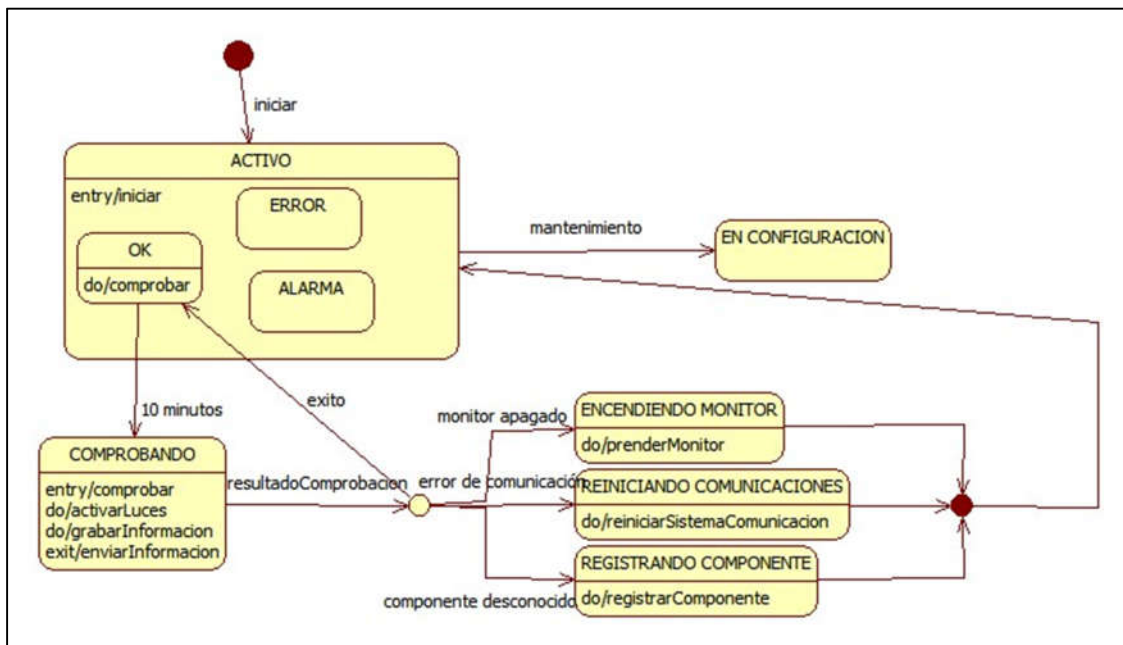 iniciar
ACTIVO
entry/iniciar
ERROR
OK
do/comprobar
ALARMA
mantenimiento
EN CONFIGURACION
10 minutos
exito
monitor apagado
ENCENDIENDO MONITOR
do/prenderMonitor
COMPROBANDO
entry/comprobar
do/activarLuces
do/grabarInformacion
exit/enviarInformacion
resultadoComprobacion
error de comunicación
REINICIANDO COMUNICACIONES
do/reiniciarSistemaComunicacion
componente desconocido
REGISTRANDO COMPONENTE
do/registrarComponente